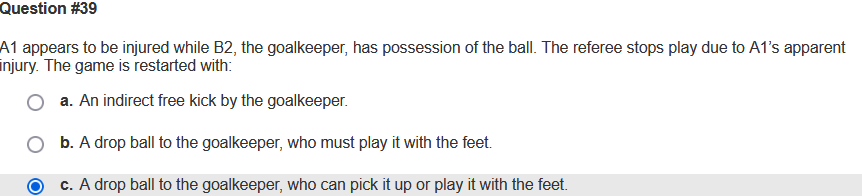 Question #39
A1 appears to be injured while B2, the goalkeeper, has possession of the ball. The referee stops play due to A1's apparent
injury. The game is restarted with:
a. An indirect free kick by the goalkeeper.
b. A drop ball to the goalkeeper, who must play it with the feet.
c. A drop ball to the goalkeeper, who can pick it up or play it with the feet.